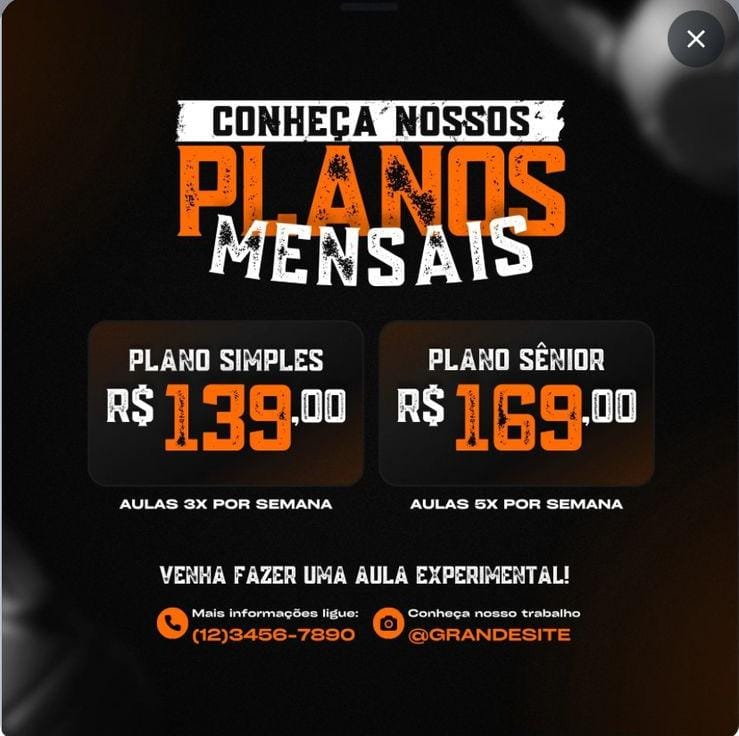 CONHEÇA NOSSOS
PLANOS
MENSAIS
PLANO SIMPLES
R$ 139,00
AULAS 3X POR SEMANA
PLANO SÊNIOR
R$ 169,00
AULAS 5X POR SEMANA
VENHA FAZER UMA AULA EXPERIMENTAL!
Mais informações ligue:
(12)3456-7890
Conheça nosso trabalho
@GRANDESITE